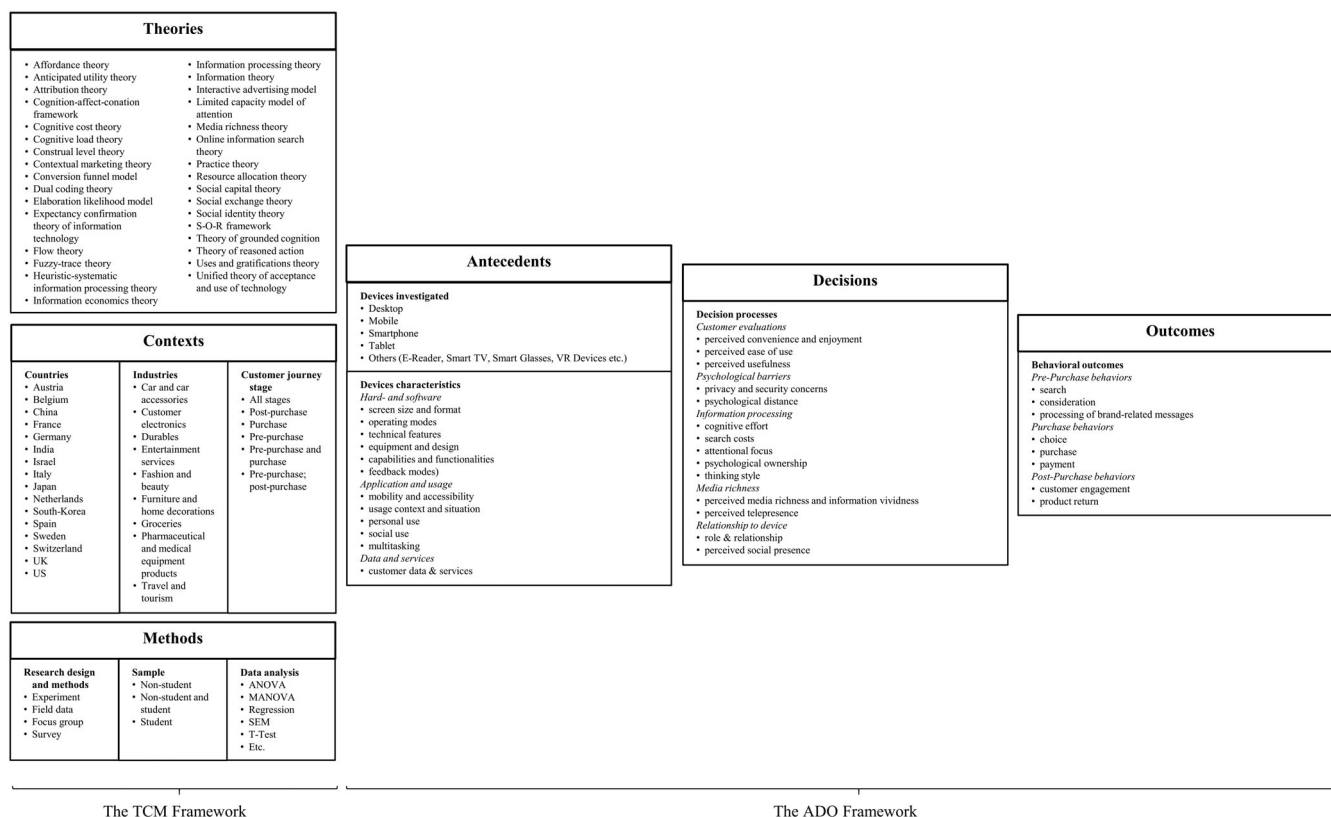 Theories
• Affordance theory
• Anticipated utility theory
• Attribution theory
• Cognition-affect-conation
framework
• Cognitive cost theory
• Cognitive load theory
• Construal level theory
• Contextual marketing theory
• Conversion funnel model
• Dual coding theory
• Elaboration likelihood model
• Expectancy confirmation
theory of information
technology
• Flow theory
• Fuzzy-trace theory
• Heuristic-systematic
information processing theory
• Information economics theory
• Information processing theory
• Information theory
• Interactive advertising model
• Limited capacity model of
attention
• Media richness theory
• Online information search
theory
• Practice theory
• Resource allocation theory
• Social capital theory
• Social exchange theory
• Social identity theory
• S-O-R framework
• Theory of grounded cognition
• Theory of reasoned action
• Uses and gratifications theory
• Unified theory of acceptance
and use of technology
Contexts
Countries
• Austria
• Belgium
• China
• France
• Germany
• India
• Israel
• Italy
• Japan
• Netherlands
• South-Korea
• Spain
• Sweden
• Switzerland
• UK
• US
Industries
• Car and car
accessories
• Customer
electronics
• Durables
• Entertainment
services
• Fashion and
beauty
• Furniture and
home decorations
• Groceries
• Pharmaceutical
and medical
equipment
products
• Travel and
tourism
Customer journey
stage
• All stages
• Post-purchase
• Purchase
• Pre-purchase
• Pre-purchase and
purchase
• Pre-purchase;
post-purchase
Methods
Research design
and methods
• Experiment
• Field data
• Focus group
• Survey
Sample
• Non-student
• Non-student and
student
• Student
Data analysis
• ANOVA
• MANOVA
• Regression
• SEM
• T-Test
• Etc.
The TCM Framework
Antecedents
Devices investigated
• Desktop
• Mobile
• Smartphone
• Tablet
• Others (E-Reader, Smart TV, Smart Glasses, VR Devices etc.)
Devices characteristics
Hard- and software
• screen size and format
• operating modes
• technical features
• equipment and design
• capabilities and functionalities
• feedback modes)
Application and usage
• mobility and accessibility
• usage context and situation
• personal use
• social use
• multitasking
Data and services
• customer data & services
Decisions
Decision processes
Customer evaluations
• perceived convenience and enjoyment
• perceived ease of use
• perceived usefulness
Psychological barriers
• privacy and security concerns
• psychological distance
Information processing
• cognitive effort
• search costs
• attentional focus
• psychological ownership
• thinking style
Media richness
• perceived media richness and information vividness
• perceived telepresence
Relationship to device
• role & relationship
• perceived social presence
Outcomes
Behavioral outcomes
Pre-Purchase behaviors
• search
• consideration
• processing of brand-related messages
Purchase behaviors
• choice
• purchase
• payment
Post-Purchase behaviors
• customer engagement
• product return
The ADO Framework